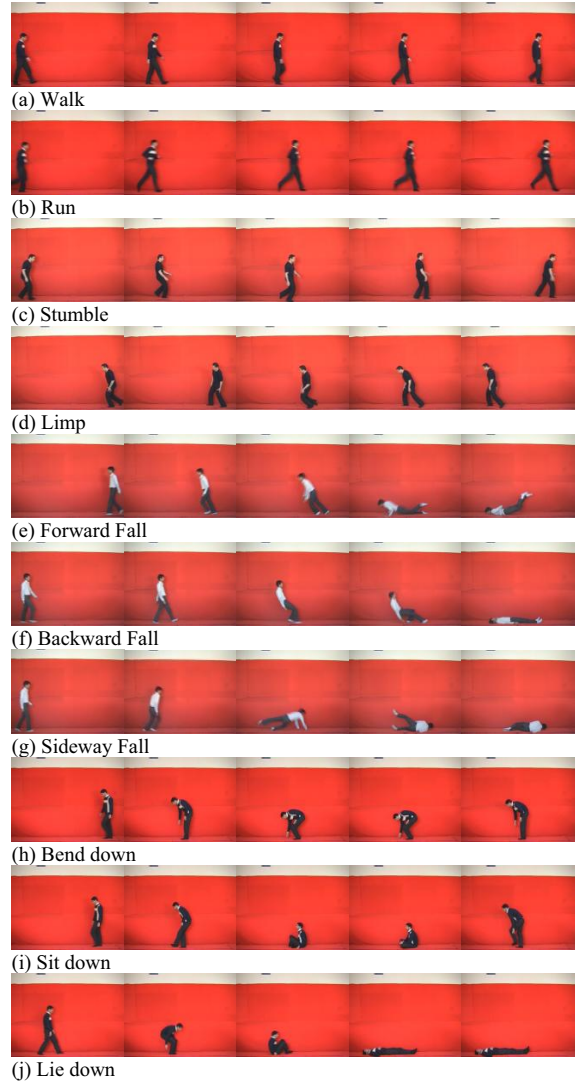 (a) Walk
(b) Run
(c) Stumble
(d) Limp
(e) Forward Fall
(f) Backward Fall
(g) Sideway Fall
(h) Bend down
(i) Sit down
(j) Lie down